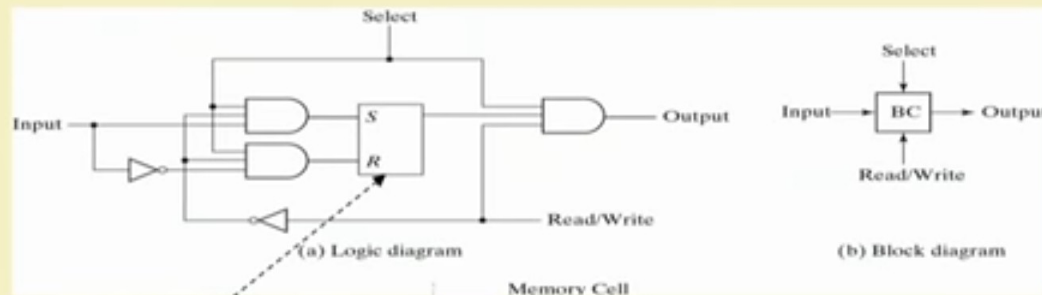 Select
Input
S
R
Output
Read/Write
(a) Logic diagram
Select
Input
BC
Output
Read/Write
(b) Block diagram
Memory Cell